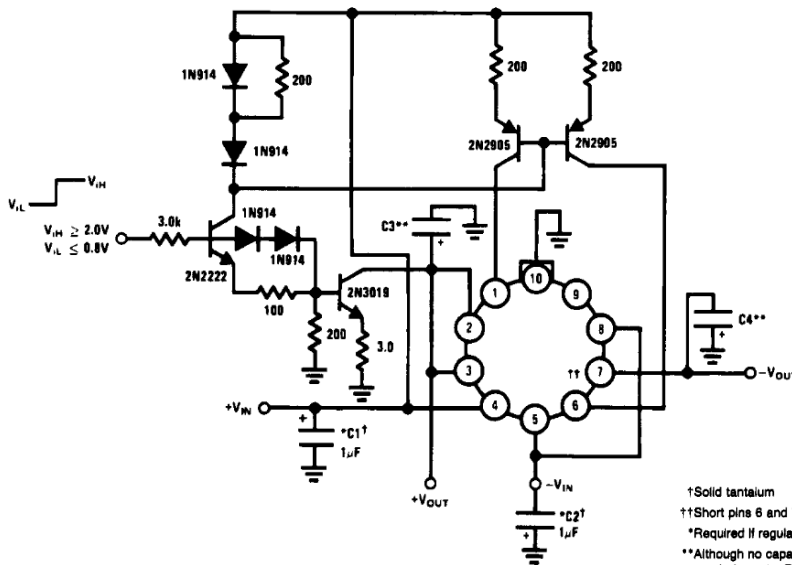 1N914
200
200
200
1N914
2N2905
2N2905
V_IH
V_IL
V_IH ≥ 2.0V
V_IL ≤ 0.8V
3.0k
1N914
1N914
2N2222
100
2N3019
200
3.0
C3**
10
1
9
2
8
3
††
7
4
5
6
C4**
−V_OUT
+V_IN
+
*C1†
1µF
+V_OUT
−V_IN
*C2†
1µF
+
+
+
†Solid tantalum
††Short pins 6 and
*Required if regula
**Although no capa